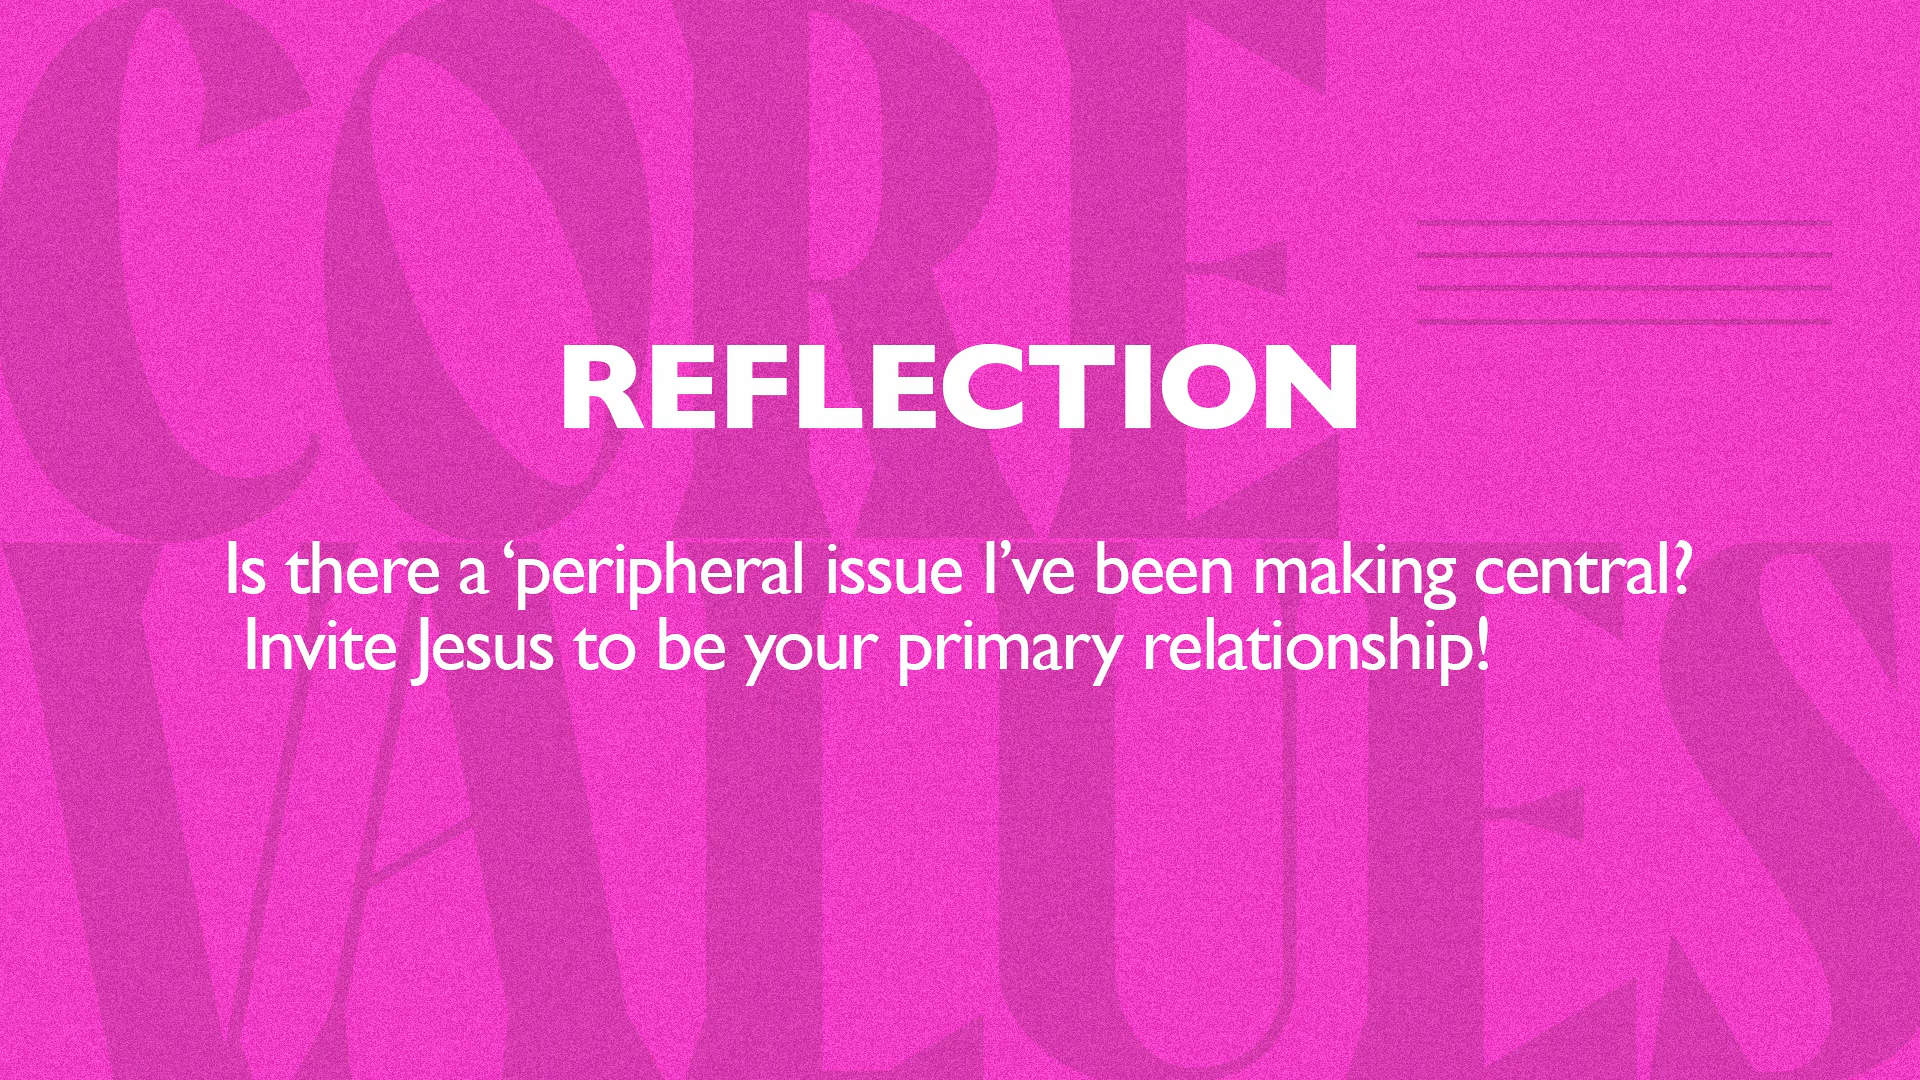 CORE
VALUES
REFLECTION
Is there a ‘peripheral issue I’ve been making central?
Invite Jesus to be your primary relationship!